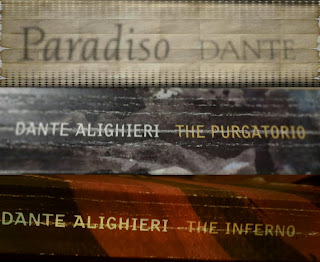 Paradiso DANTE
DANTE ALIGHIERI THE PURGATORIO
DANTE ALIGHIERI THE INFERNO